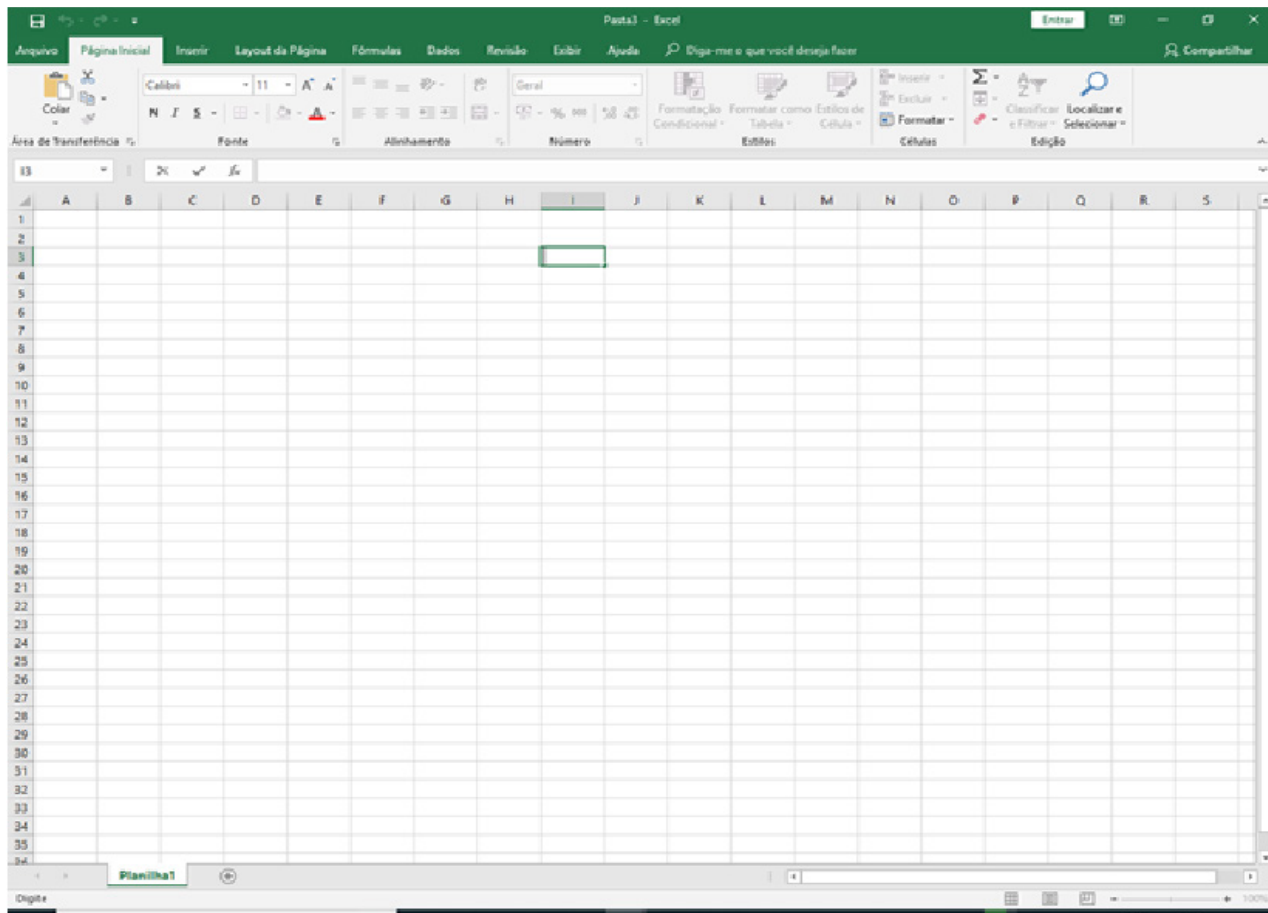 Pasta3 - Excel
Entrar
Arquivo Página Inicial Inserir Layout da Página Fórmulas Dados Revisão Exibir Ajuda Diga-me o que você deseja fazer Compartilhar
Colar
Calibri 11
Geral
N I S
% 000
Formatação Condicional
Formatar como Tabela
Estilos de Célula
Inserir
Excluir
Formatar
Classificar e Filtrar
Localizar e Selecionar
Área de Transferência Fonte Alinhamento Número Estilos Células Edição
I3 fx
A B C D E F G H I J K L M N O P Q R S
1
2
3
4
5
6
7
8
9
10
11
12
13
14
15
16
17
18
19
20
21
22
23
24
25
26
27
28
29
30
31
32
33
34
35
36
Planilha1
Digite 100%